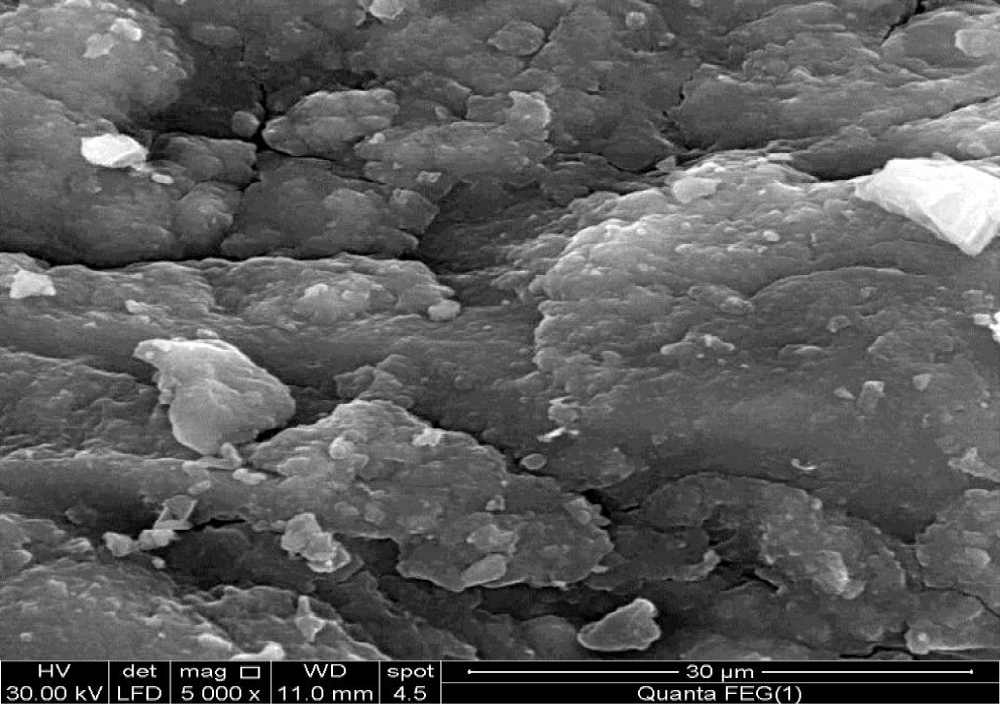 HV det mag □ WD spot 30 µm
30.00 kV LFD 5 000 x 11.0 mm 4.5 Quanta FEG(1)